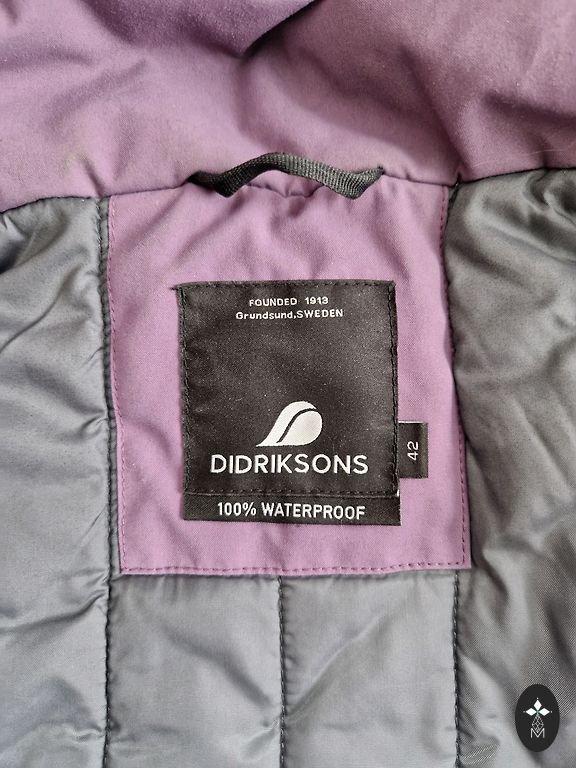 FOUNDED 1913
Grundsund,SWEDEN
DIDRIKSONS
42
100% WATERPROOF
M